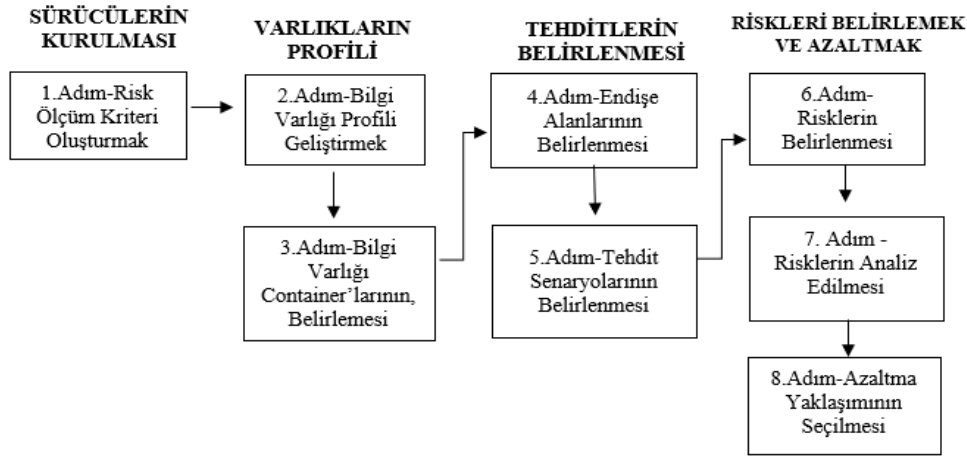 SÜRÜCÜLERİN
KURULMASI
1.Adım-Risk
Ölçüm Kriteri
Oluşturmak
VARLIKLARIN
PROFİLİ
2.Adım-Bilgi
Varlığı Profili
Geliştirmek
3.Adım-Bilgi
Varlığı
Container’larının,
Belirlemesi
TEHDİTLERİN
BELİRLENMESİ
4.Adım-Endişe
Alanlarının
Belirlenmesi
5.Adım-Tehdit
Senaryolarının
Belirlenmesi
RİSKLERİ BELİRLEMEK
VE AZALTMAK
6.Adım-
Risklerin
Belirlenmesi
7. Adım -
Risklerin Analiz
Edilmesi
8.Adım-Azaltma
Yaklaşımının
Seçilmesi